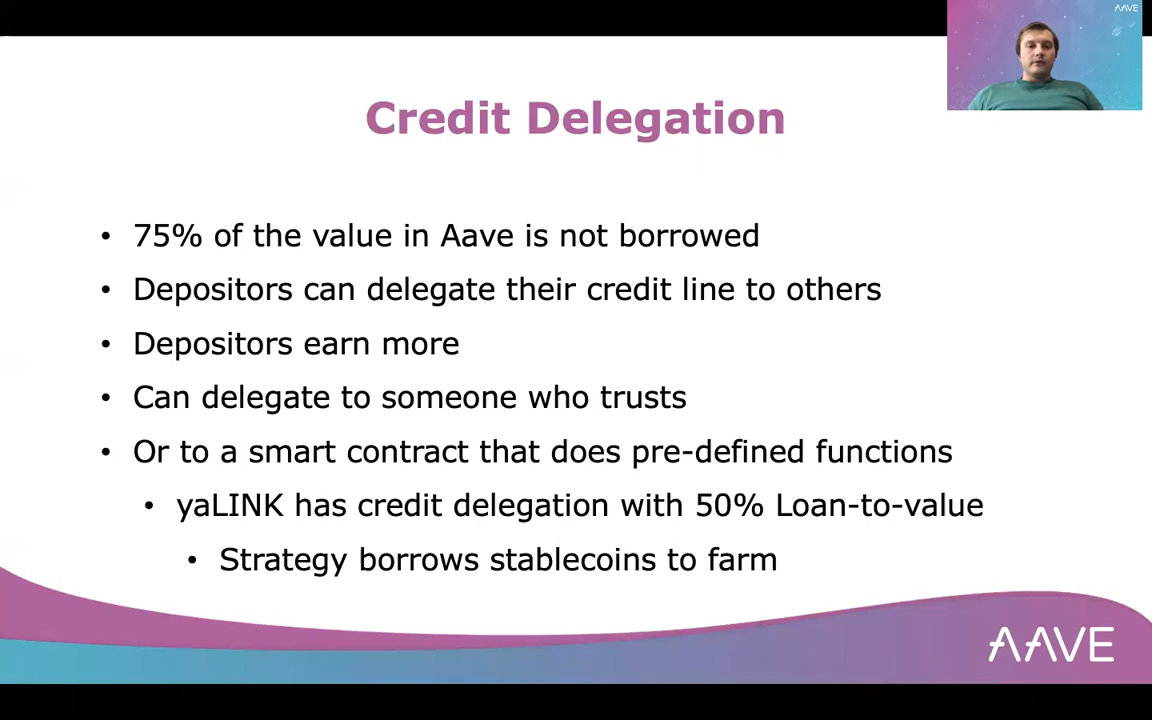 AAVE
Credit Delegation
• 75% of the value in Aave is not borrowed
• Depositors can delegate their credit line to others
• Depositors earn more
• Can delegate to someone who trusts
• Or to a smart contract that does pre-defined functions
• yaLINK has credit delegation with 50% Loan-to-value
• Strategy borrows stablecoins to farm
AAVE